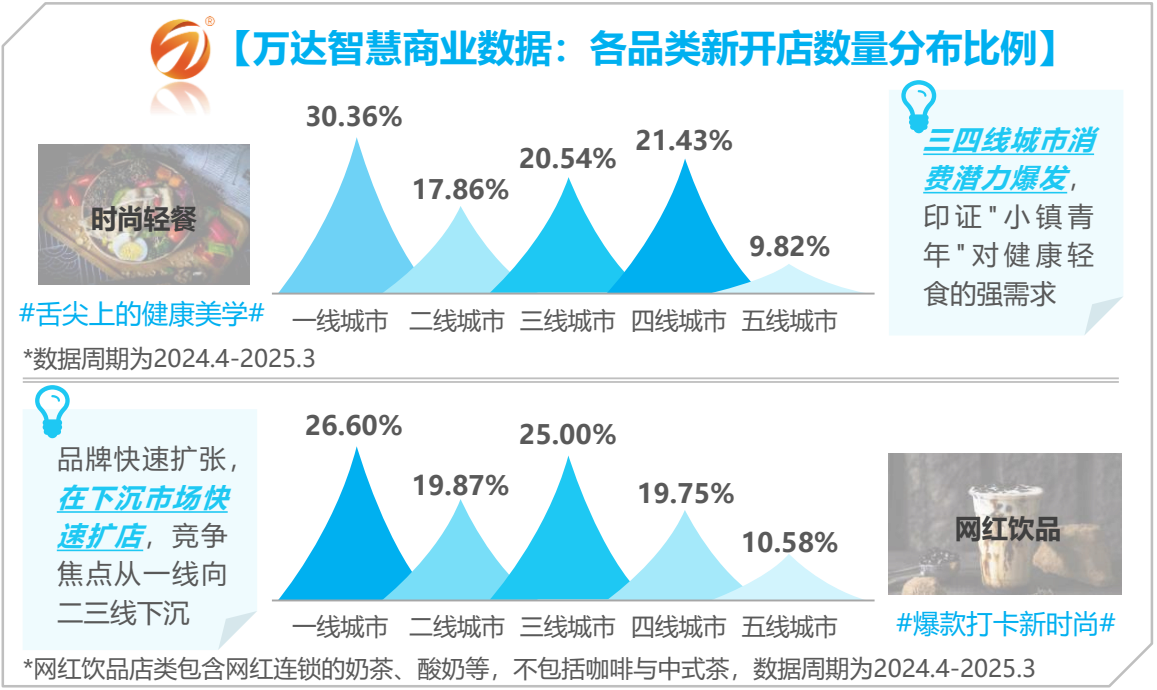 ®
【万达智慧商业数据：各品类新开店数量分布比例】
时尚轻餐
#舌尖上的健康美学#
30.36%
17.86%
20.54%
21.43%
9.82%
一线城市 二线城市 三线城市 四线城市 五线城市
三四线城市消
费潜力爆发，
印证"小镇青
年"对健康轻
食的强需求
*数据周期为2024.4-2025.3
品牌快速扩张，
在下沉市场快
速扩店，竞争
焦点从一线向
二三线下沉
26.60%
19.87%
25.00%
19.75%
10.58%
一线城市 二线城市 三线城市 四线城市 五线城市
网红饮品
#爆款打卡新时尚#
*网红饮品店类包含网红连锁的奶茶、酸奶等，不包括咖啡与中式茶，数据周期为2024.4-2025.3